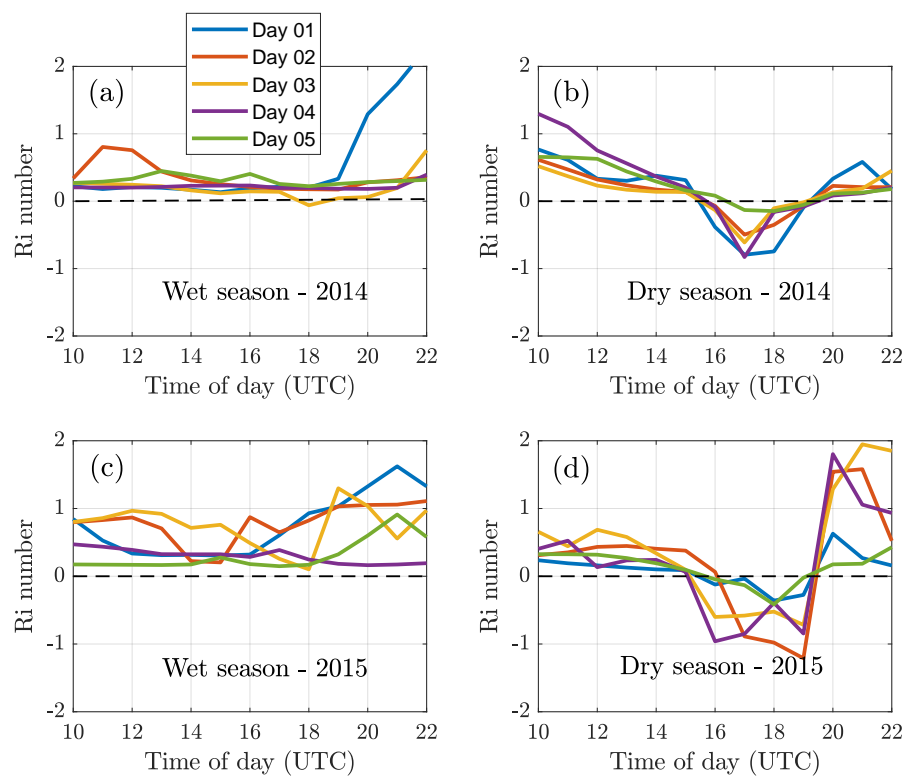 Day 01
Day 02
Day 03
Day 04
Day 05
(a)
2
1
0
-1
-2
Ri number
Wet season - 2014
10 12 14 16 18 20 22
Time of day (UTC)
(b)
2
1
0
-1
-2
Ri number
Dry season - 2014
10 12 14 16 18 20 22
Time of day (UTC)
(c)
2
1
0
-1
-2
Ri number
Wet season - 2015
10 12 14 16 18 20 22
Time of day (UTC)
(d)
2
1
0
-1
-2
Ri number
Dry season - 2015
10 12 14 16 18 20 22
Time of day (UTC)